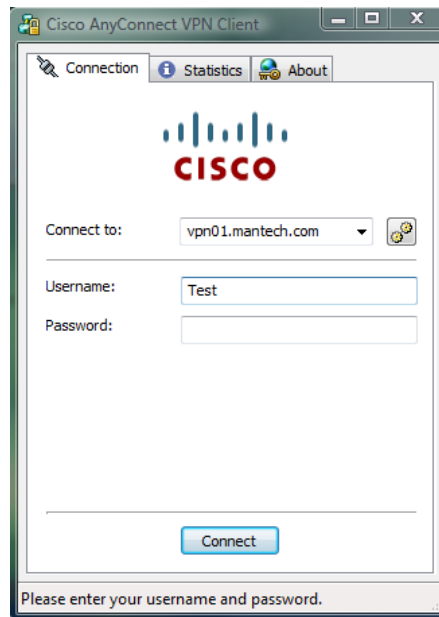 Cisco AnyConnect VPN Client
Connection Statistics About
CISCO
Connect to: vpn01.mantech.com
Username: Test
Password:
Connect
Please enter your username and password.